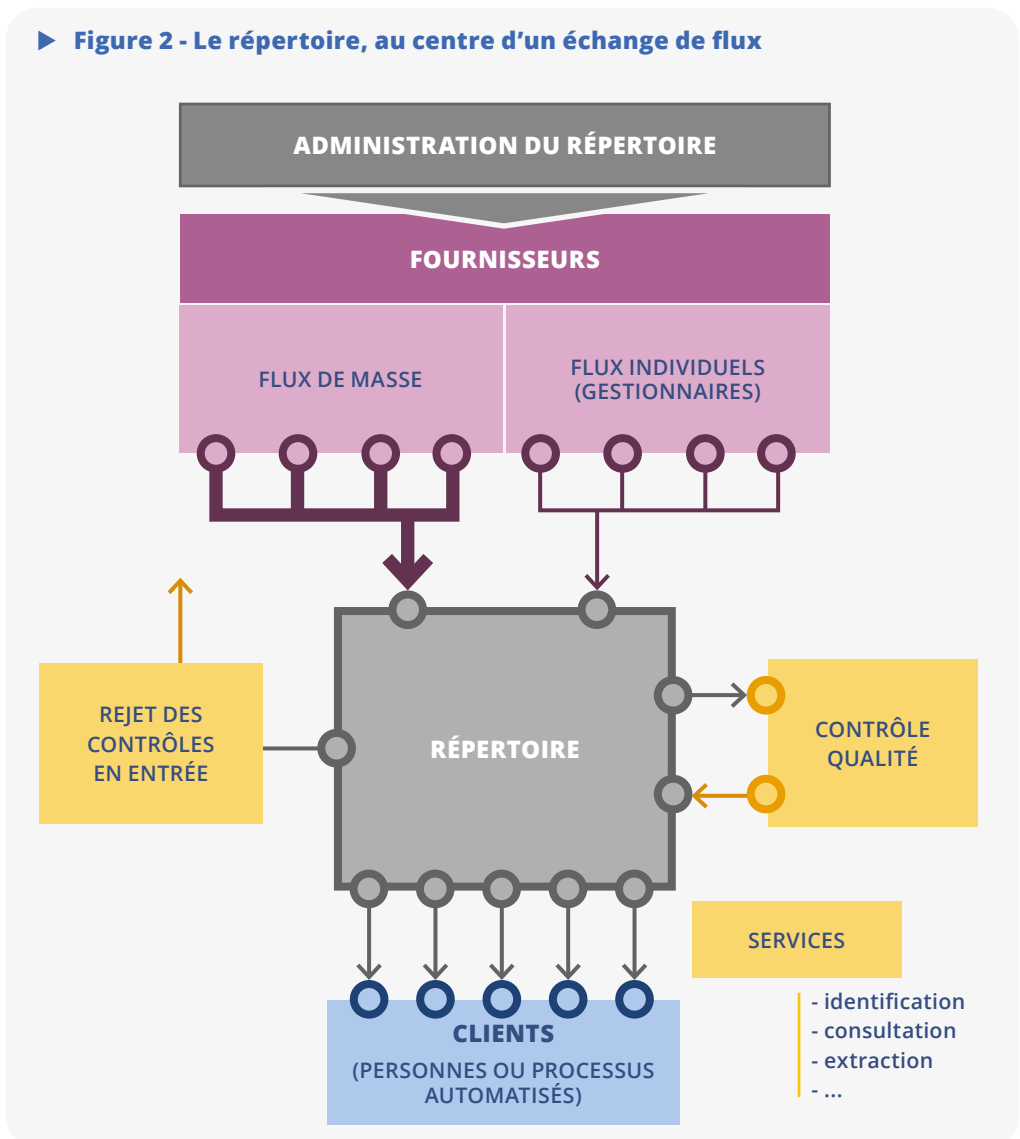 Figure 2 - Le répertoire, au centre d’un échange de flux
ADMINISTRATION DU RÉPERTOIRE
FOURNISSEURS
FLUX DE MASSE
FLUX INDIVIDUELS
(GESTIONNAIRES)
REJET DES
CONTRÔLES
EN ENTRÉE
RÉPERTOIRE
CONTRÔLE
QUALITÉ
SERVICES
- identification
- consultation
- extraction
- ...
CLIENTS
(PERSONNES OU PROCESSUS
AUTOMATISÉS)